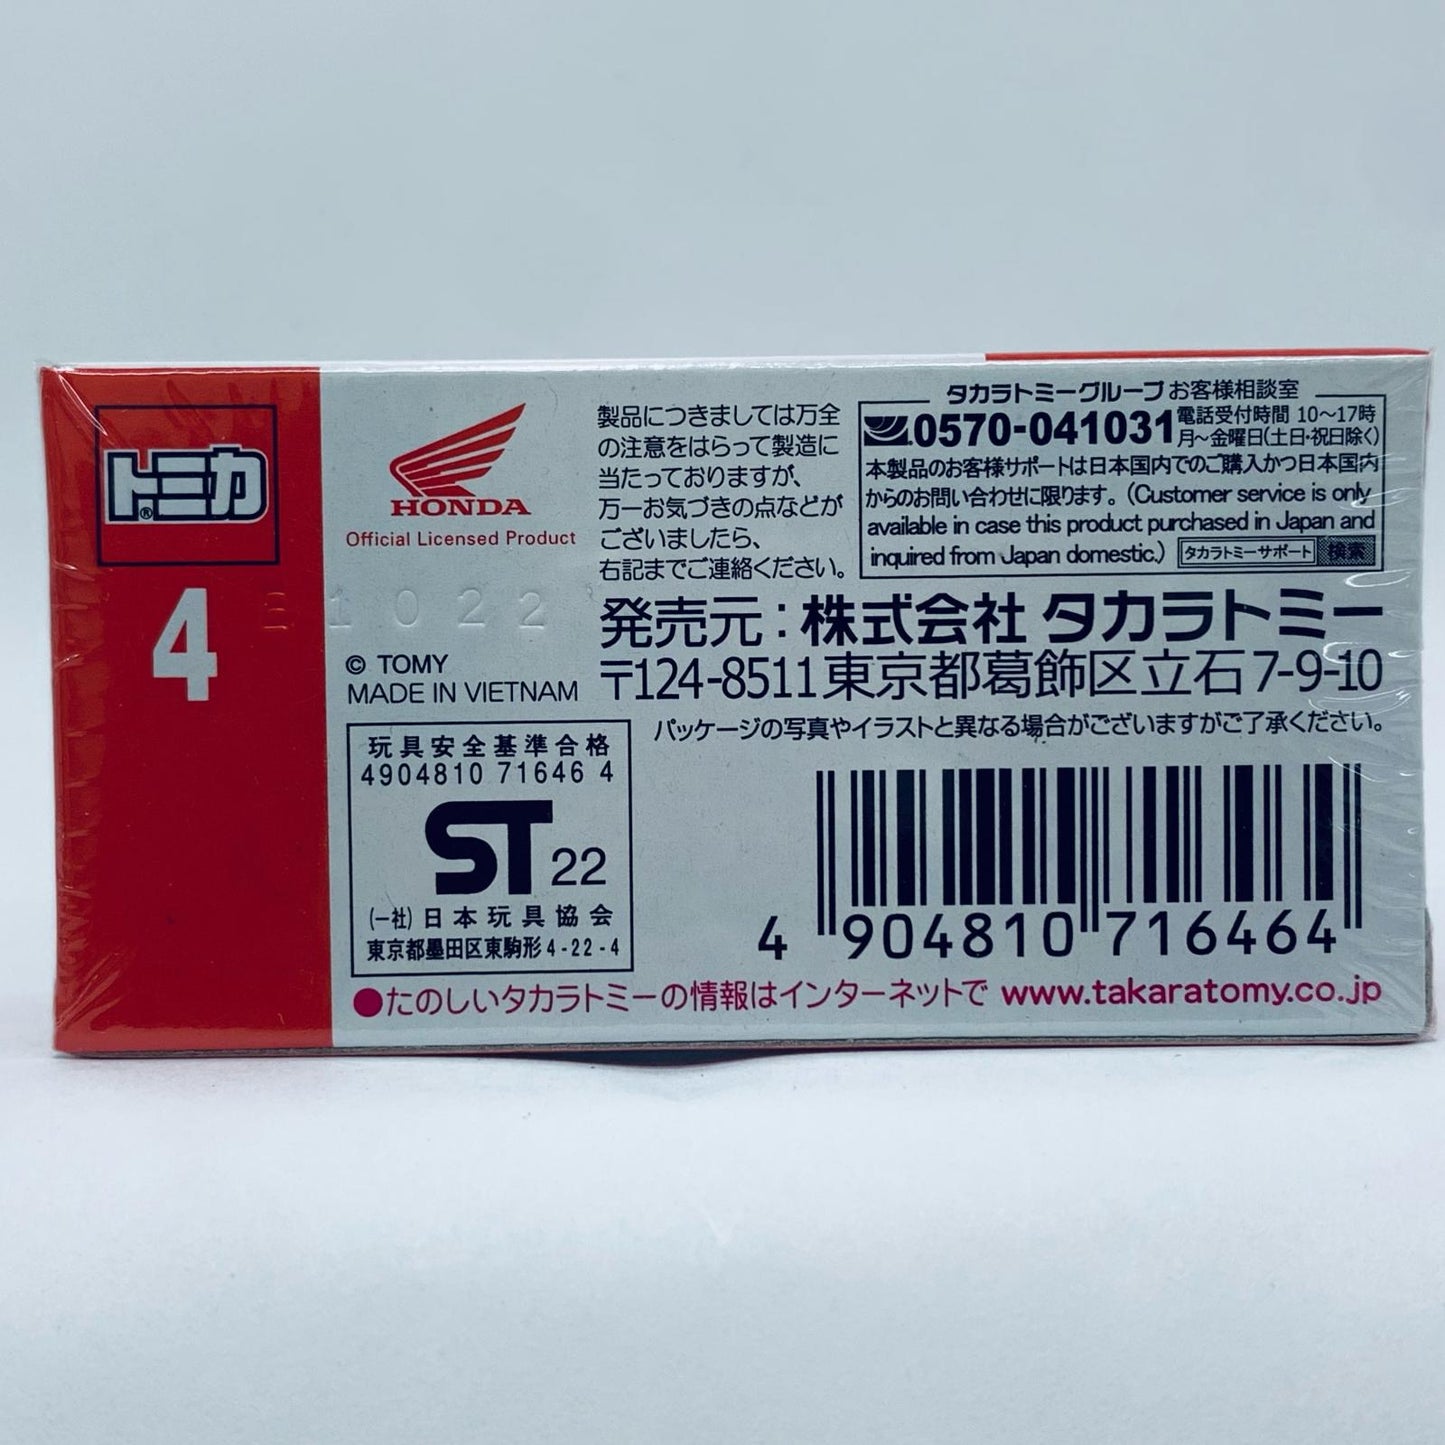 トミカ®
4
HONDA
Official Licensed Product
1022
© TOMY
MADE IN VIETNAM
玩具安全基準合格
4904810 71646 4
ST 22
(一社)日本玩具協会
東京都墨田区東駒形4-22-4
製品につきましては万全
の注意をはらって製造に
当たっておりますが、
万一お気づきの点などが
ございましたら、
右記までご連絡ください。
タカラトミーグループお客様相談室
0570-041031
電話受付時間 10〜17時
月〜金曜日(土日・祝日除く)
本製品のお客様サポートは日本国内でのご購入かつ日本国内
からのお問い合わせに限ります。(Customer service is only
available in case this product purchased in Japan and
inquired from Japan domestic.) タカラトミーサポート 検索
発売元:株式会社 タカラトミー
〒124-8511東京都葛飾区立石7-9-10
パッケージの写真やイラストと異なる場合がございますがご了承ください。
4 904810 716464
●たのしいタカラトミーの情報はインターネットで www.takaratomy.co.jp